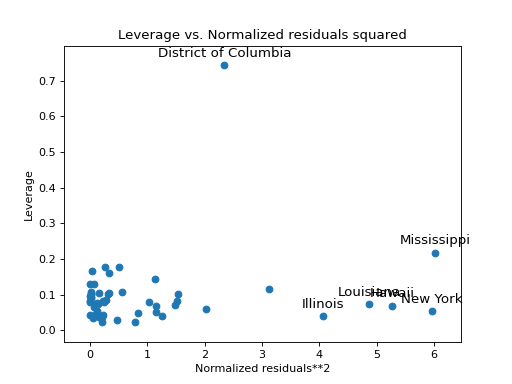 Leverage vs. Normalized residuals squared
District of Columbia
0.7
0.6
0.5
0.4
0.3
Mississippi
0.2
Louisiana
Hawaii
0.1
New York
Illinois
0.0
Leverage
0 1 2 3 4 5 6
Normalized residuals**2